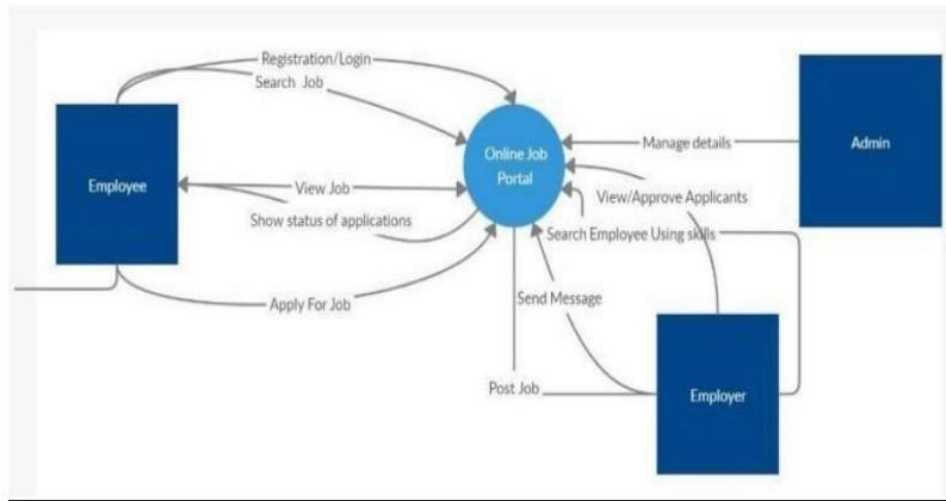 Registration/Login
Search Job
Online Job
Portal
Manage details
Admin
Employee
View Job
View/Approve Applicants
Show status of applications
Search Employee Using skills
Apply For Job
Send Message
Post Job
Employer